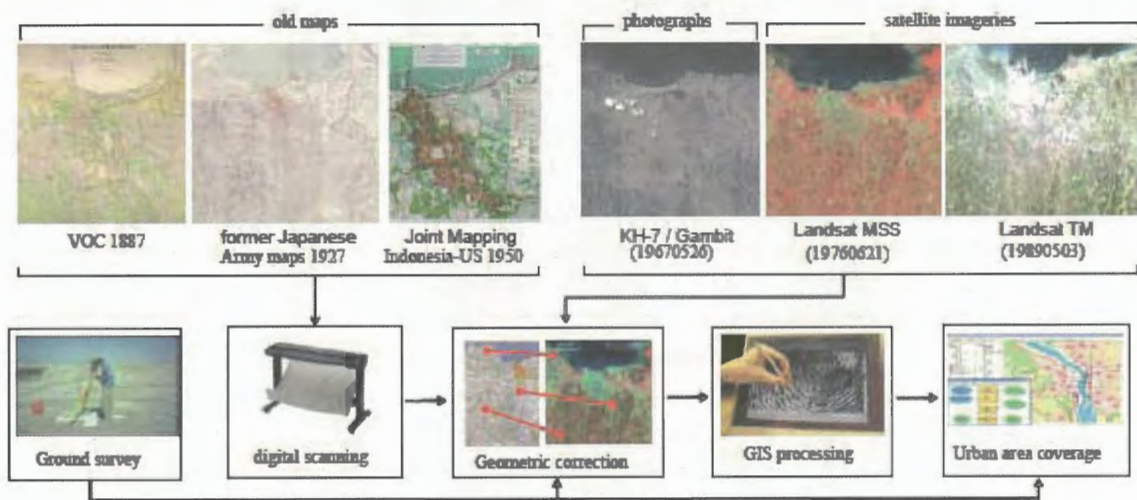 old maps
photographs
satellite imageries
VOC 1887
former Japanese
Army maps 1927
Joint Mapping
Indonesia-US 1950
KH-7 / Gambit
(19670526)
Landsat MSS
(19760621)
Landsat TM
(19890503)
Ground survey
digital scanning
Geometric correction
GIS processing
Urban area coverage